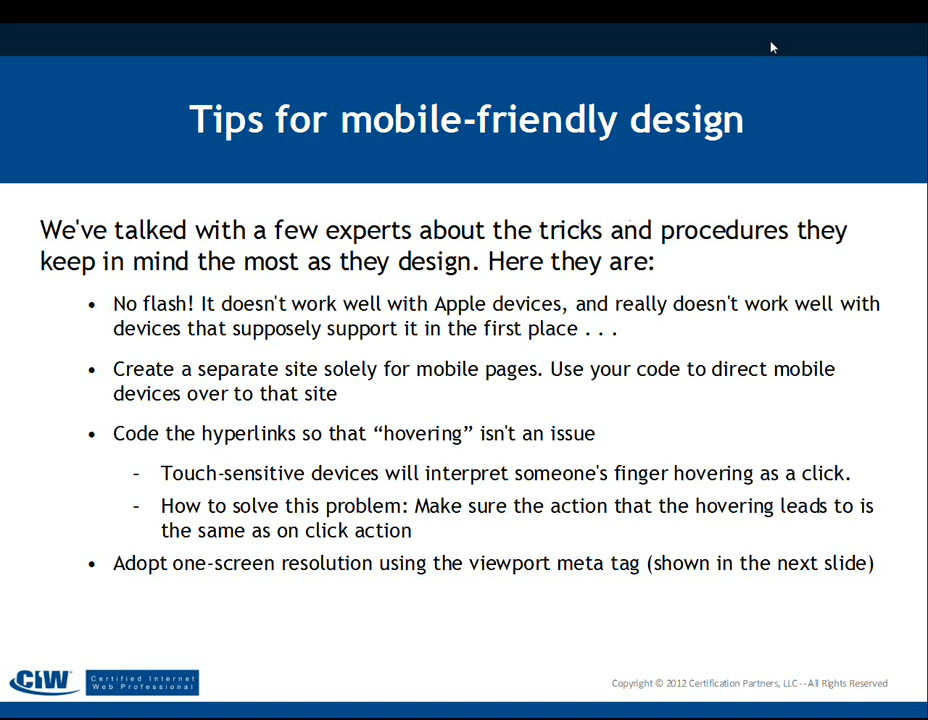 Tips for mobile-friendly design
We've talked with a few experts about the tricks and procedures they
keep in mind the most as they design. Here they are:
• No flash! It doesn't work well with Apple devices, and really doesn't work well with
devices that supposely support it in the first place . . .
• Create a separate site solely for mobile pages. Use your code to direct mobile
devices over to that site
• Code the hyperlinks so that “hovering” isn't an issue
– Touch-sensitive devices will interpret someone's finger hovering as a click.
– How to solve this problem: Make sure the action that the hovering leads to is
the same as on click action
• Adopt one-screen resolution using the viewport meta tag (shown in the next slide)
CIW
Certified Internet
Web Professional
Copyright © 2012 Certification Partners, LLC -- All Rights Reserved